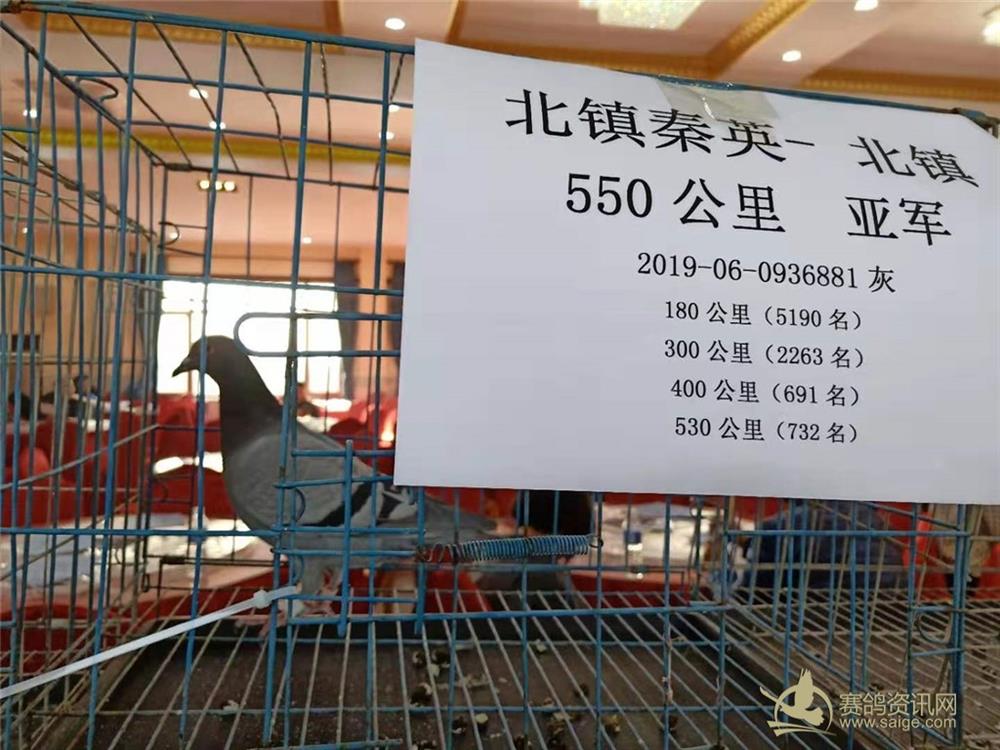 北镇秦英-北镇
550 公里 亚军
2019-06-0936881 灰
180 公里（5190 名）
300 公里（2263 名）
400 公里（691 名）
530 公里（732 名）
赛鸽资讯网
www.saige.com